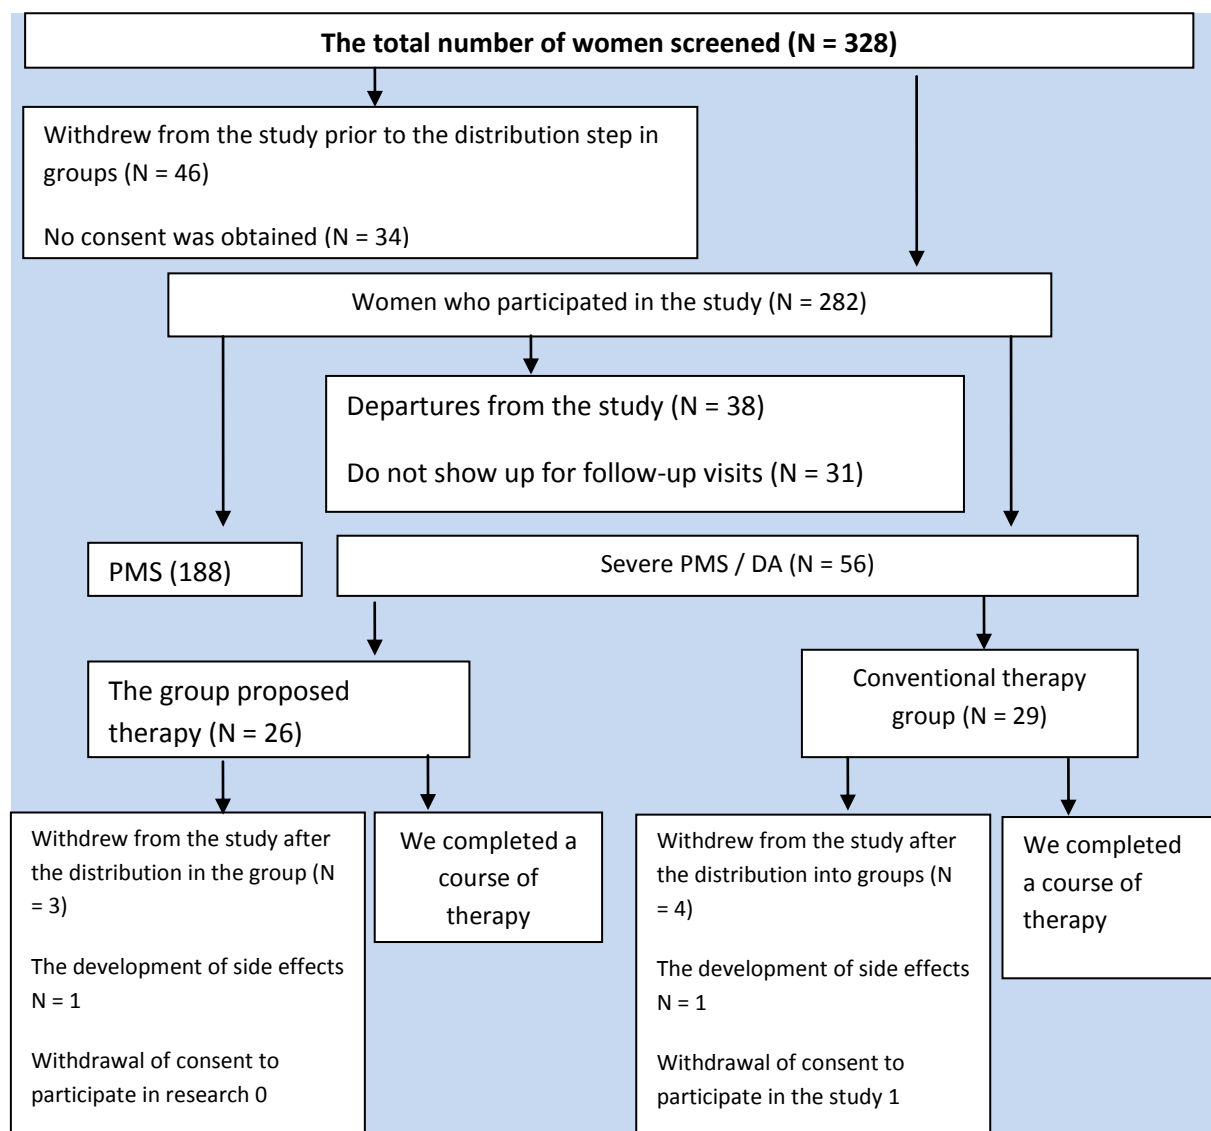 The total number of women screened (N = 328)
Withdrew from the study prior to the distribution step in
groups (N = 46)
No consent was obtained (N = 34)
Women who participated in the study (N = 282)
Departures from the study (N = 38)
Do not show up for follow-up visits (N = 31)
PMS (188)
Severe PMS / DA (N = 56)
The group proposed
therapy (N = 26)
Conventional therapy
group (N = 29)
Withdrew from the study after
the distribution in the group (N
= 3)
The development of side effects
N = 1
Withdrawal of consent to
participate in research 0
We completed a
course of
therapy
Withdrew from the study after
the distribution into groups (N
= 4)
The development of side effects
N = 1
Withdrawal of consent to
participate in the study 1
We completed
a course of
therapy